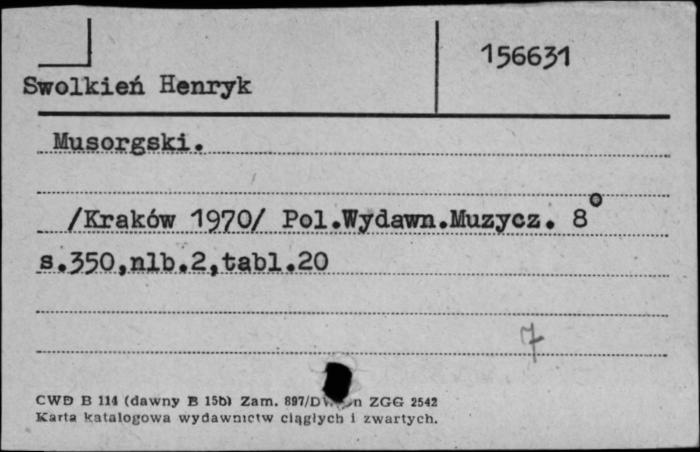 156631
Swolkień Henryk
Musorgski.
/Kraków 1970/ Pol.Wydawn.Muzycz. 8°
s.350,nlb.2,tabl.20
7
CWD B 114 (dawny B 15b) Zam. 897/ ZGG 2542
Karta katalogowa wydawnictw ciągłych i zwartych.